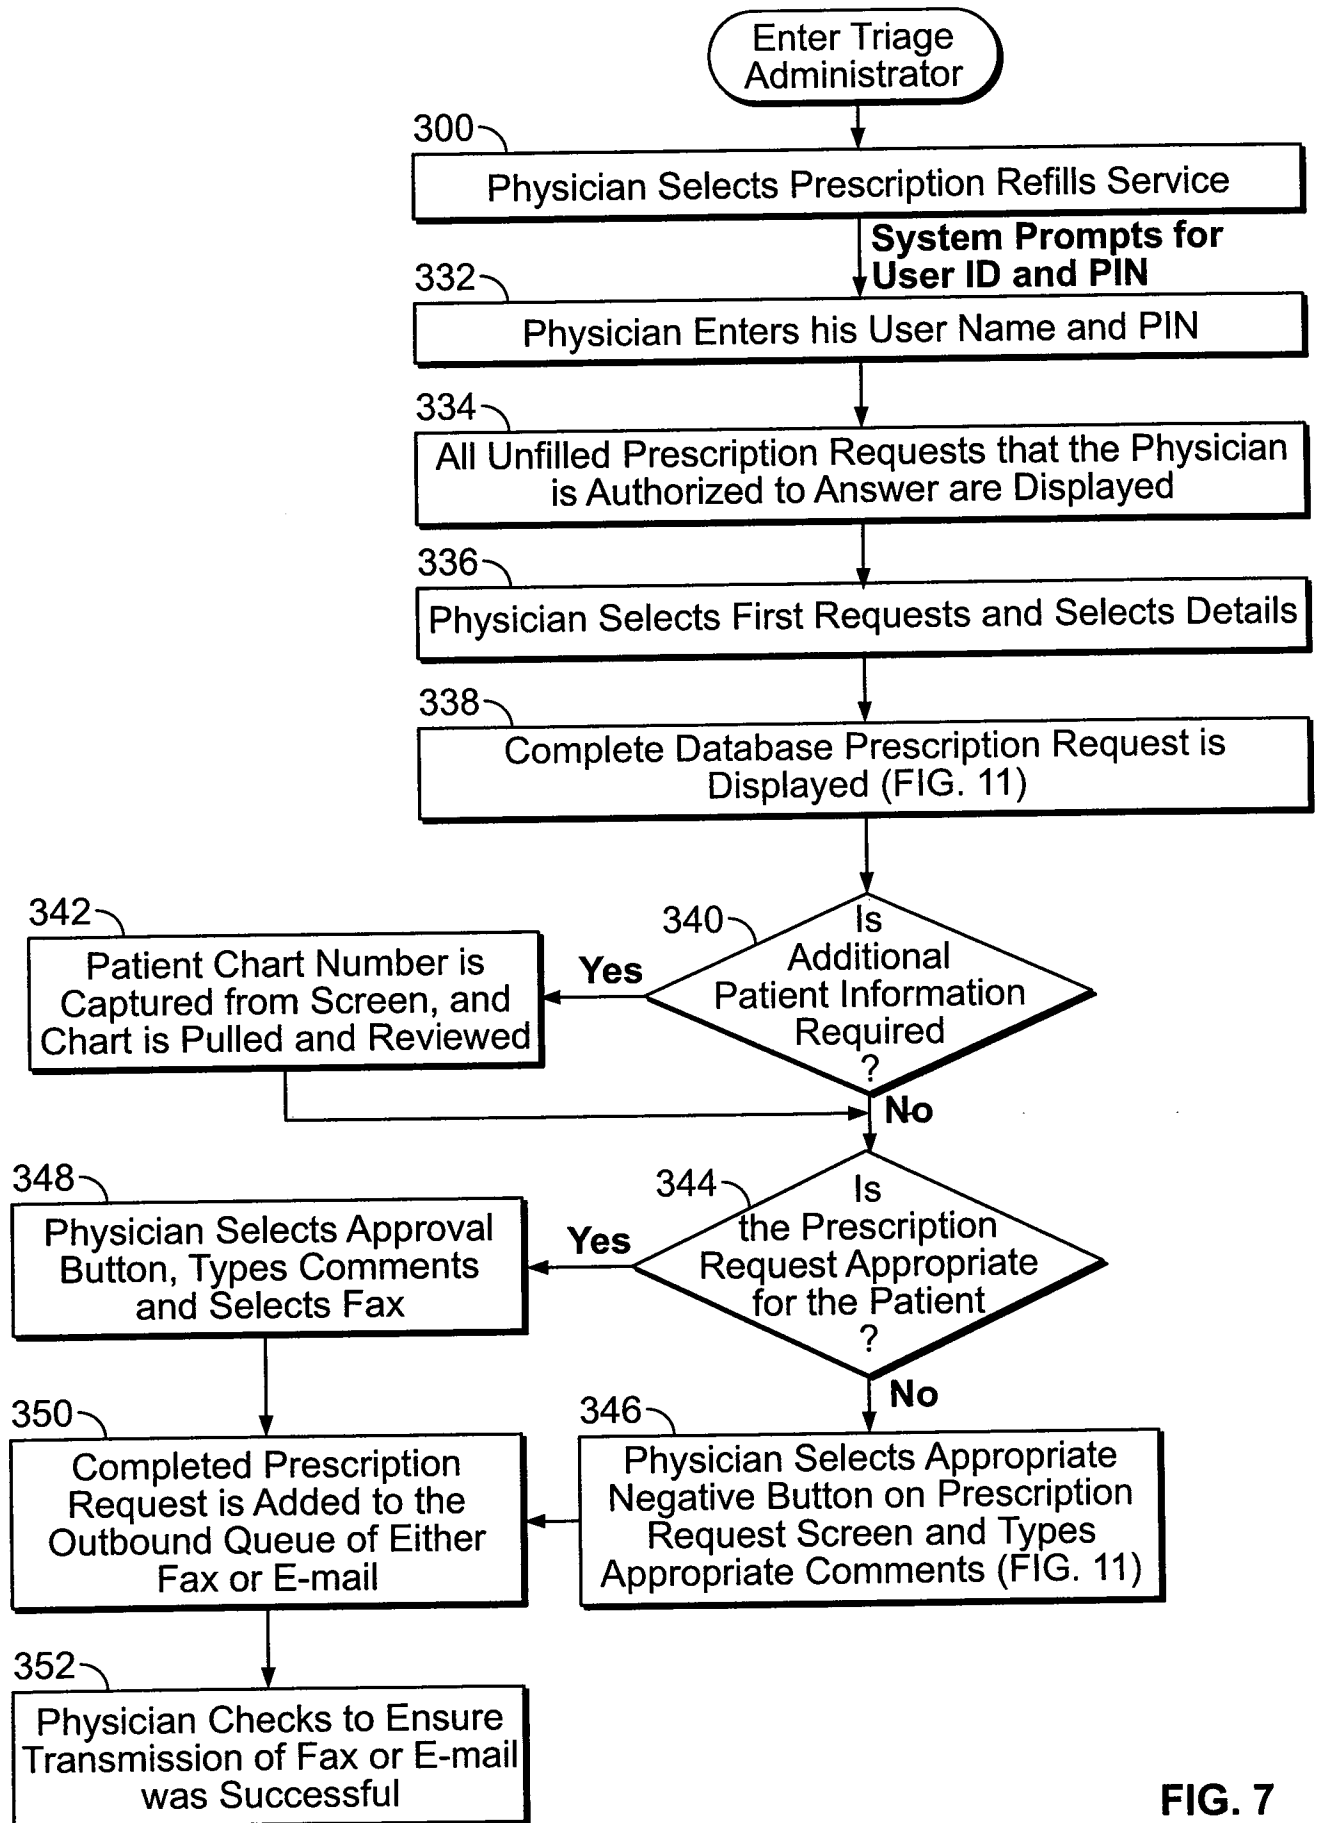 Enter Triage
Administrator
300
Physician Selects Prescription Refills Service
System Prompts for
User ID and PIN
332
Physician Enters his User Name and PIN
334
All Unfilled Prescription Requests that the Physician
is Authorized to Answer are Displayed
336
Physician Selects First Requests and Selects Details
338
Complete Database Prescription Request is
Displayed (FIG. 11)
340
Is
Additional
Patient Information
Required
?
Yes
342
Patient Chart Number is
Captured from Screen, and
Chart is Pulled and Reviewed
No
344
Is
the Prescription
Request Appropriate
for the Patient
?
Yes
348
Physician Selects Approval
Button, Types Comments
and Selects Fax
No
346
Physician Selects Appropriate
Negative Button on Prescription
Request Screen and Types
Appropriate Comments (FIG. 11)
350
Completed Prescription
Request is Added to the
Outbound Queue of Either
Fax or E-mail
352
Physician Checks to Ensure
Transmission of Fax or E-mail
was Successful
FIG. 7